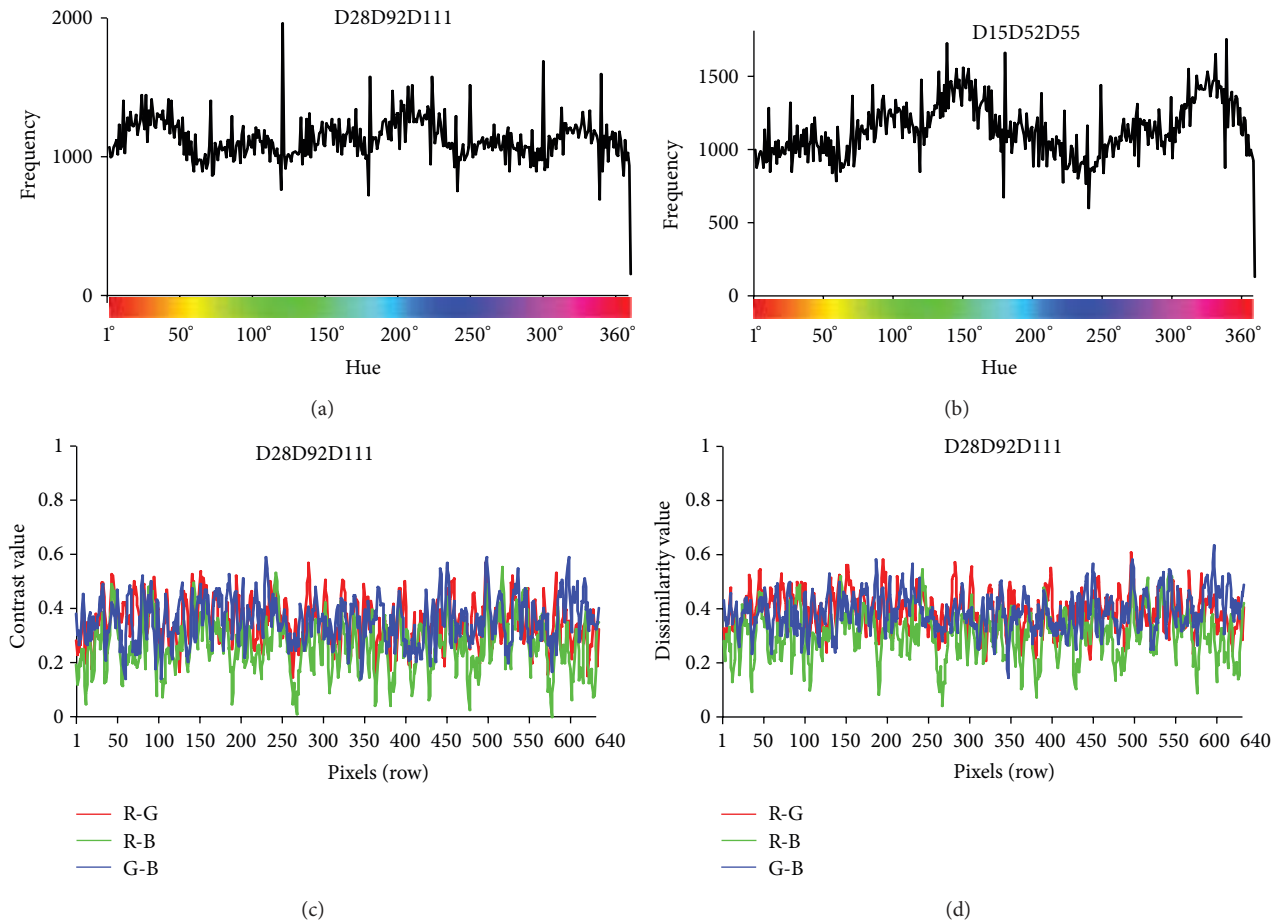 D28D92D111
2000
1000
0
Frequency
1° 50° 100° 150° 200° 250° 300° 360°
Hue
(a)
D15D52D55
1500
1000
500
0
Frequency
1° 50° 100° 150° 200° 250° 300° 360°
Hue
(b)
D28D92D111
1
0.8
0.6
0.4
0.2
0
Contrast value
1 50 100 150 200 250 300 350 400 450 500 600 640
Pixels (row)
R-G
R-B
G-B
(c)
D28D92D111
1
0.8
0.6
0.4
0.2
0
Dissimilarity value
1 50 100 150 200 250 300 350 400 450 500 600 640
Pixels (row)
R-G
R-B
G-B
(d)